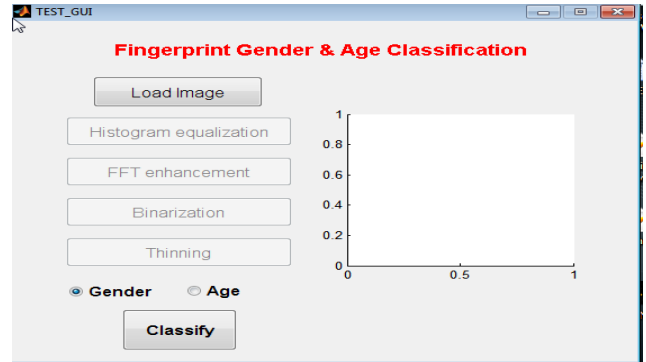 TEST_GUI
Fingerprint Gender & Age Classification
Load Image
Histogram equalization
FFT enhancement
Binarization
Thinning
Gender Age
Classify
1
0.8
0.6
0.4
0.2
0
0 0.5 1